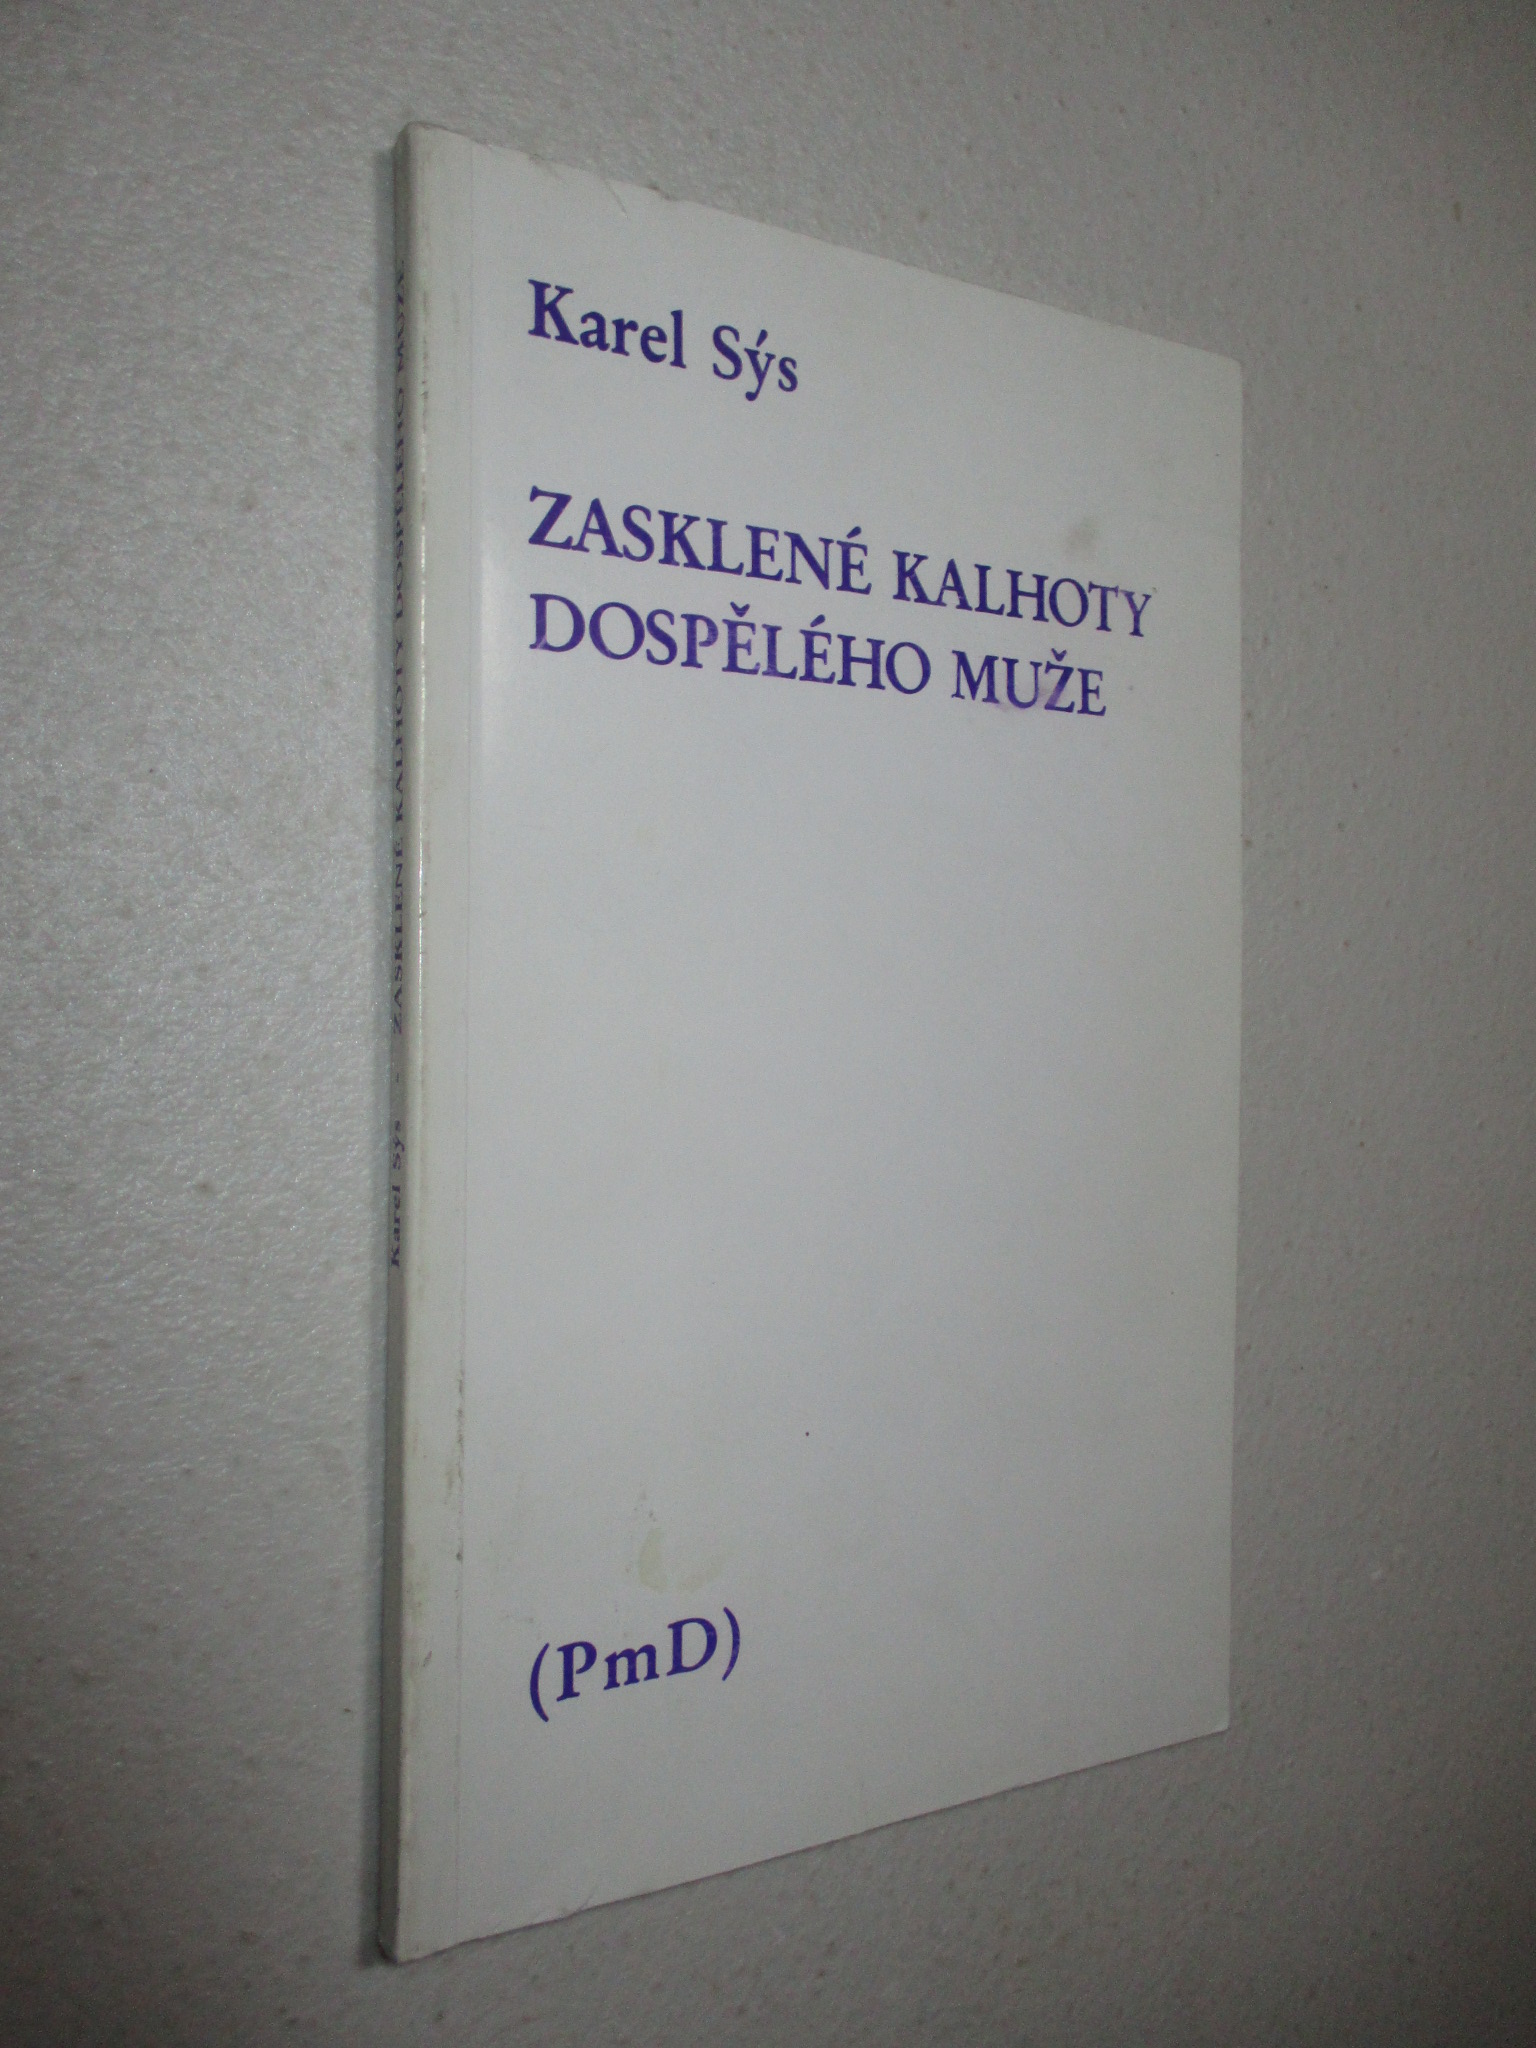 Karel Sýs
ZASKLENÉ KALHOTY
DOSPĚLÉHO MUŽE
(PmD)
Karel Sýs - ZASKLENÉ KALHOTY DOSPĚLÉHO MUŽE